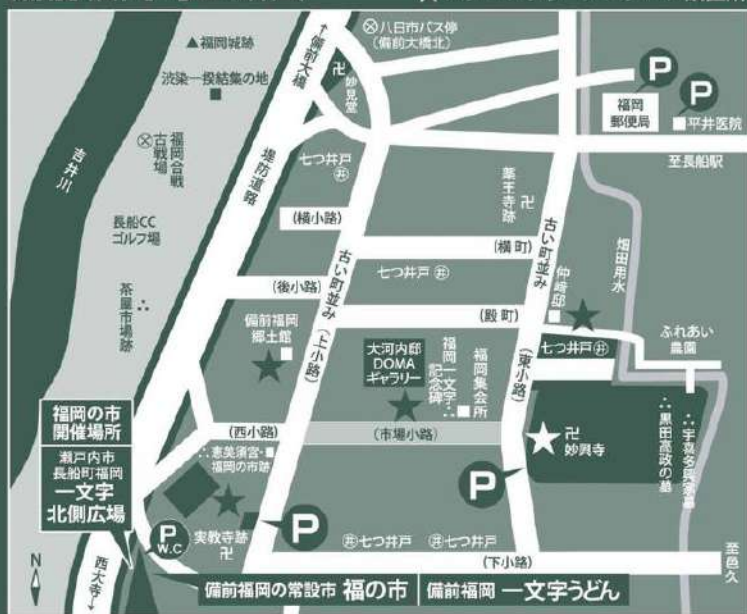 ▲福岡城跡
渋染一揆結集の地
■
↑備前大橋
卍妙見堂
⊗八日市バス停
(備前大橋北)
P
福岡
郵便局
P
平井医院
至長船駅
吉井川
⊗福岡合戦
古戦場
堤防道路
七つ井戸
㊉
薬王寺跡
卍
長船CC
ゴルフ場
(横小路)
古い町並み
(上小路)
(横町)
古い町並み
(東小路)
畑田用水
茶屋市場跡
(後小路)
七つ井戸 ㊉
仲﨑邸
(殿町)
備前福岡
郷土館
大河内邸
DOMA
ギャラリー
福岡一文字
記念碑
福岡集会所
七つ井戸㊉
ふれあい
農園
福岡の市
開催場所
瀬戸内市
長船町福岡
一文字
北側広場
(西小路)
(市場小路)
∴恵美須宮・
福岡の市跡
卍
妙興寺
∴黒田高政の墓
∴宇喜多興家墓
P
P
W.C
実教寺跡
卍
P
㊉七つ井戸
㊉七つ井戸
(下小路)
至邑久
N
西大寺→
備前福岡の常設市 福の市
備前福岡 一文字うどん